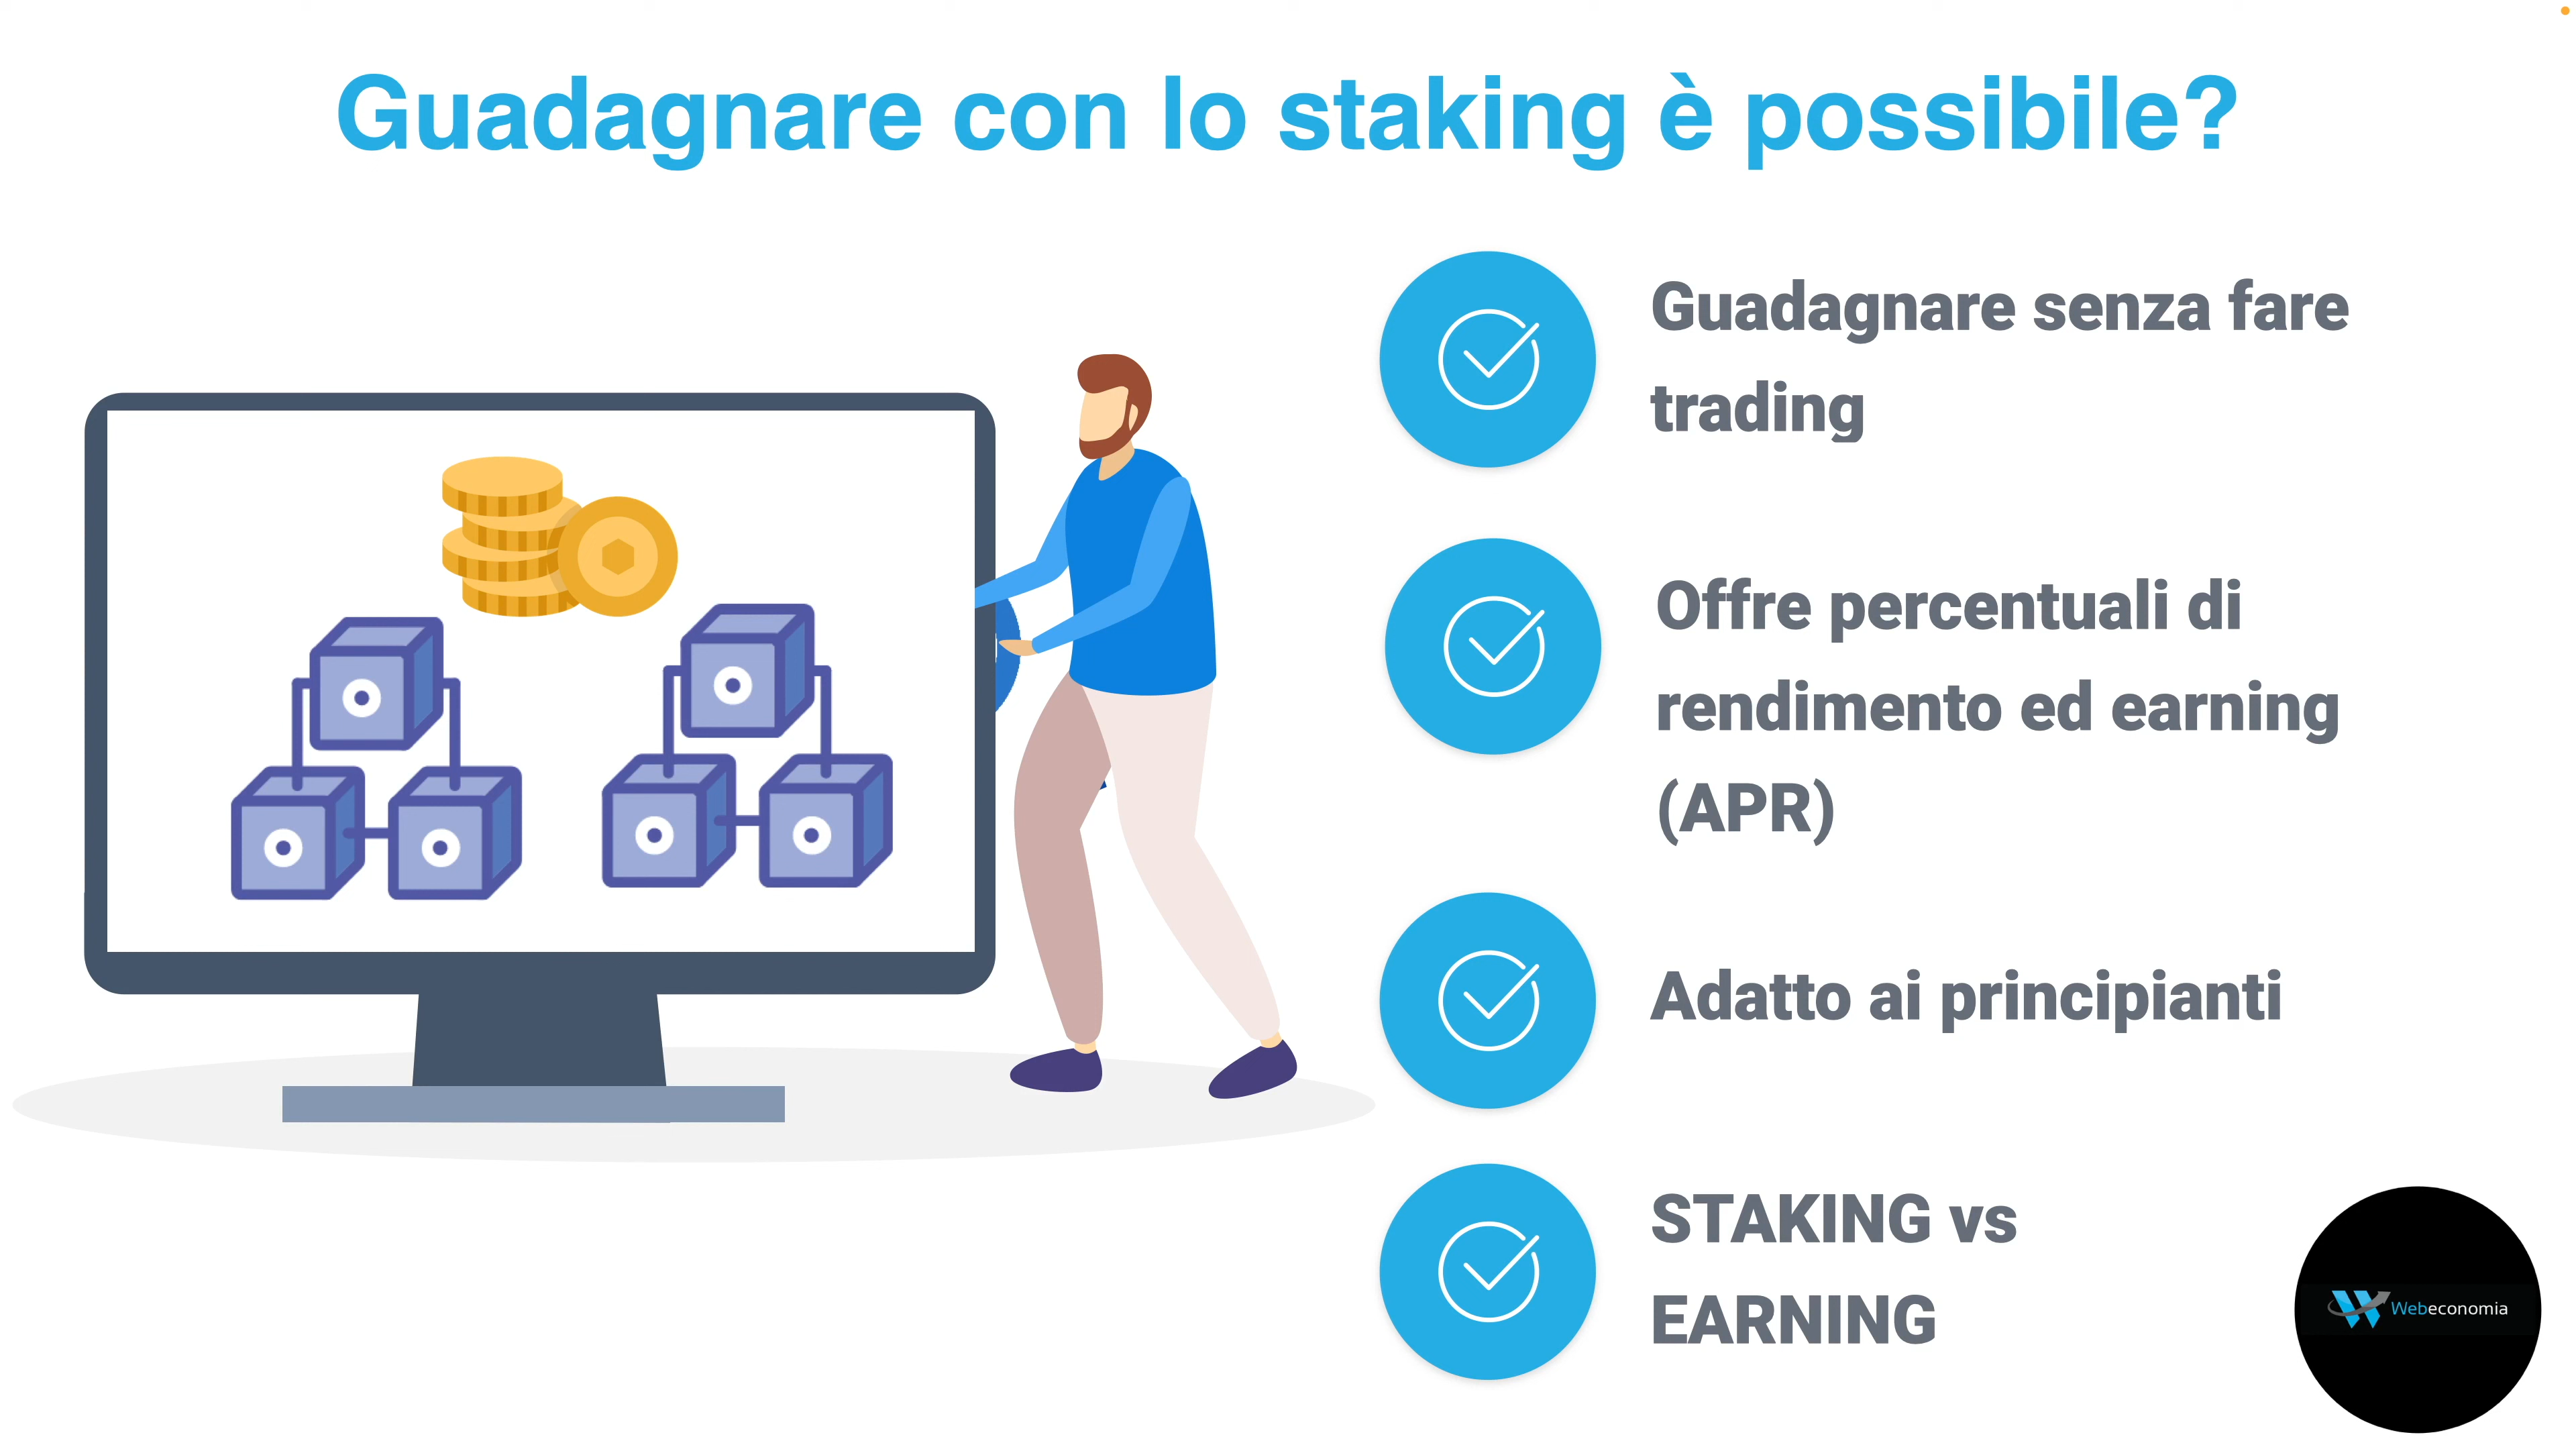 Guadagnare con lo staking è possibile?
Guadagnare senza fare
trading
Offre percentuali di
rendimento ed earning
(APR)
Adatto ai principianti
STAKING vs
EARNING
Webeconomia